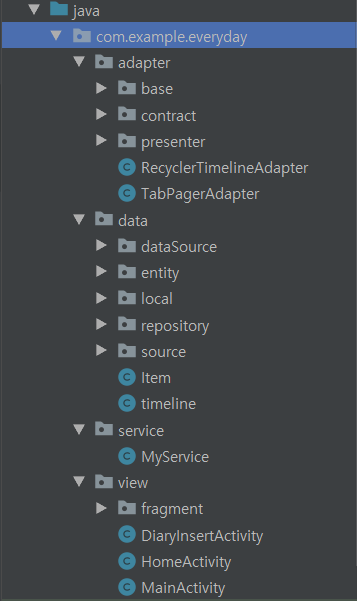 java
com.example.everyday
adapter
base
contract
presenter
RecyclerTimelineAdapter
TabPagerAdapter
data
dataSource
entity
local
repository
source
Item
timeline
service
MyService
view
fragment
DiaryInsertActivity
HomeActivity
MainActivity